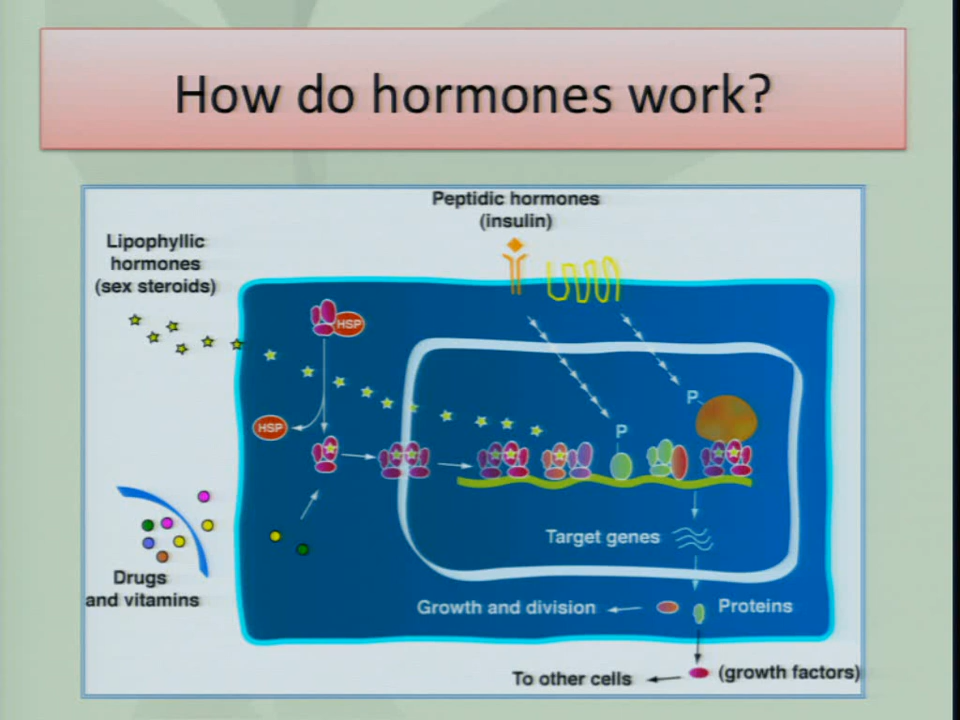 How do hormones work?
Peptidic hormones
(insulin)
Lipophyllic
hormones
(sex steroids)
HSP
HSP
P
P
Target genes
Drugs
and vitamins
Growth and division
Proteins
To other cells
(growth factors)